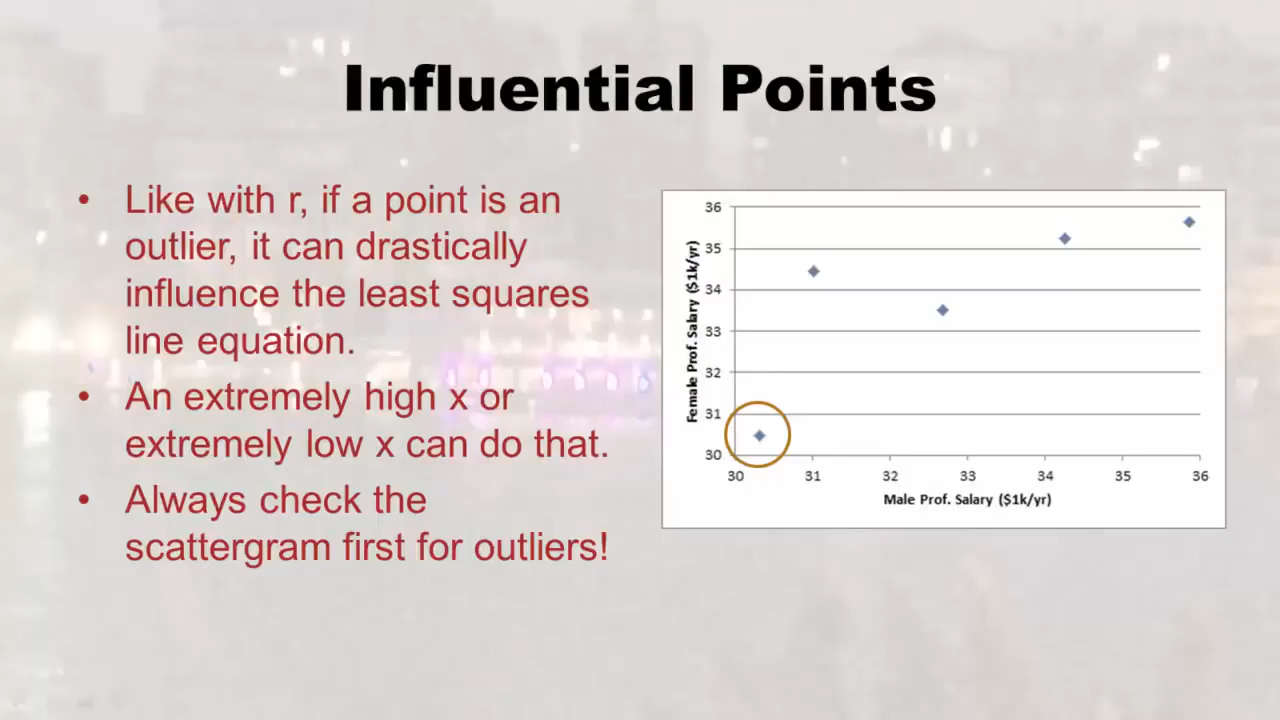 Influential Points
• Like with r, if a point is an
outlier, it can drastically
influence the least squares
line equation.
• An extremely high x or
extremely low x can do that.
• Always check the
scattergram first for outliers!
Female Prof. Salary ($1k/yr)
36
35
34
33
32
31
30
30 31 32 33 34 35 36
Male Prof. Salary ($1k/yr)